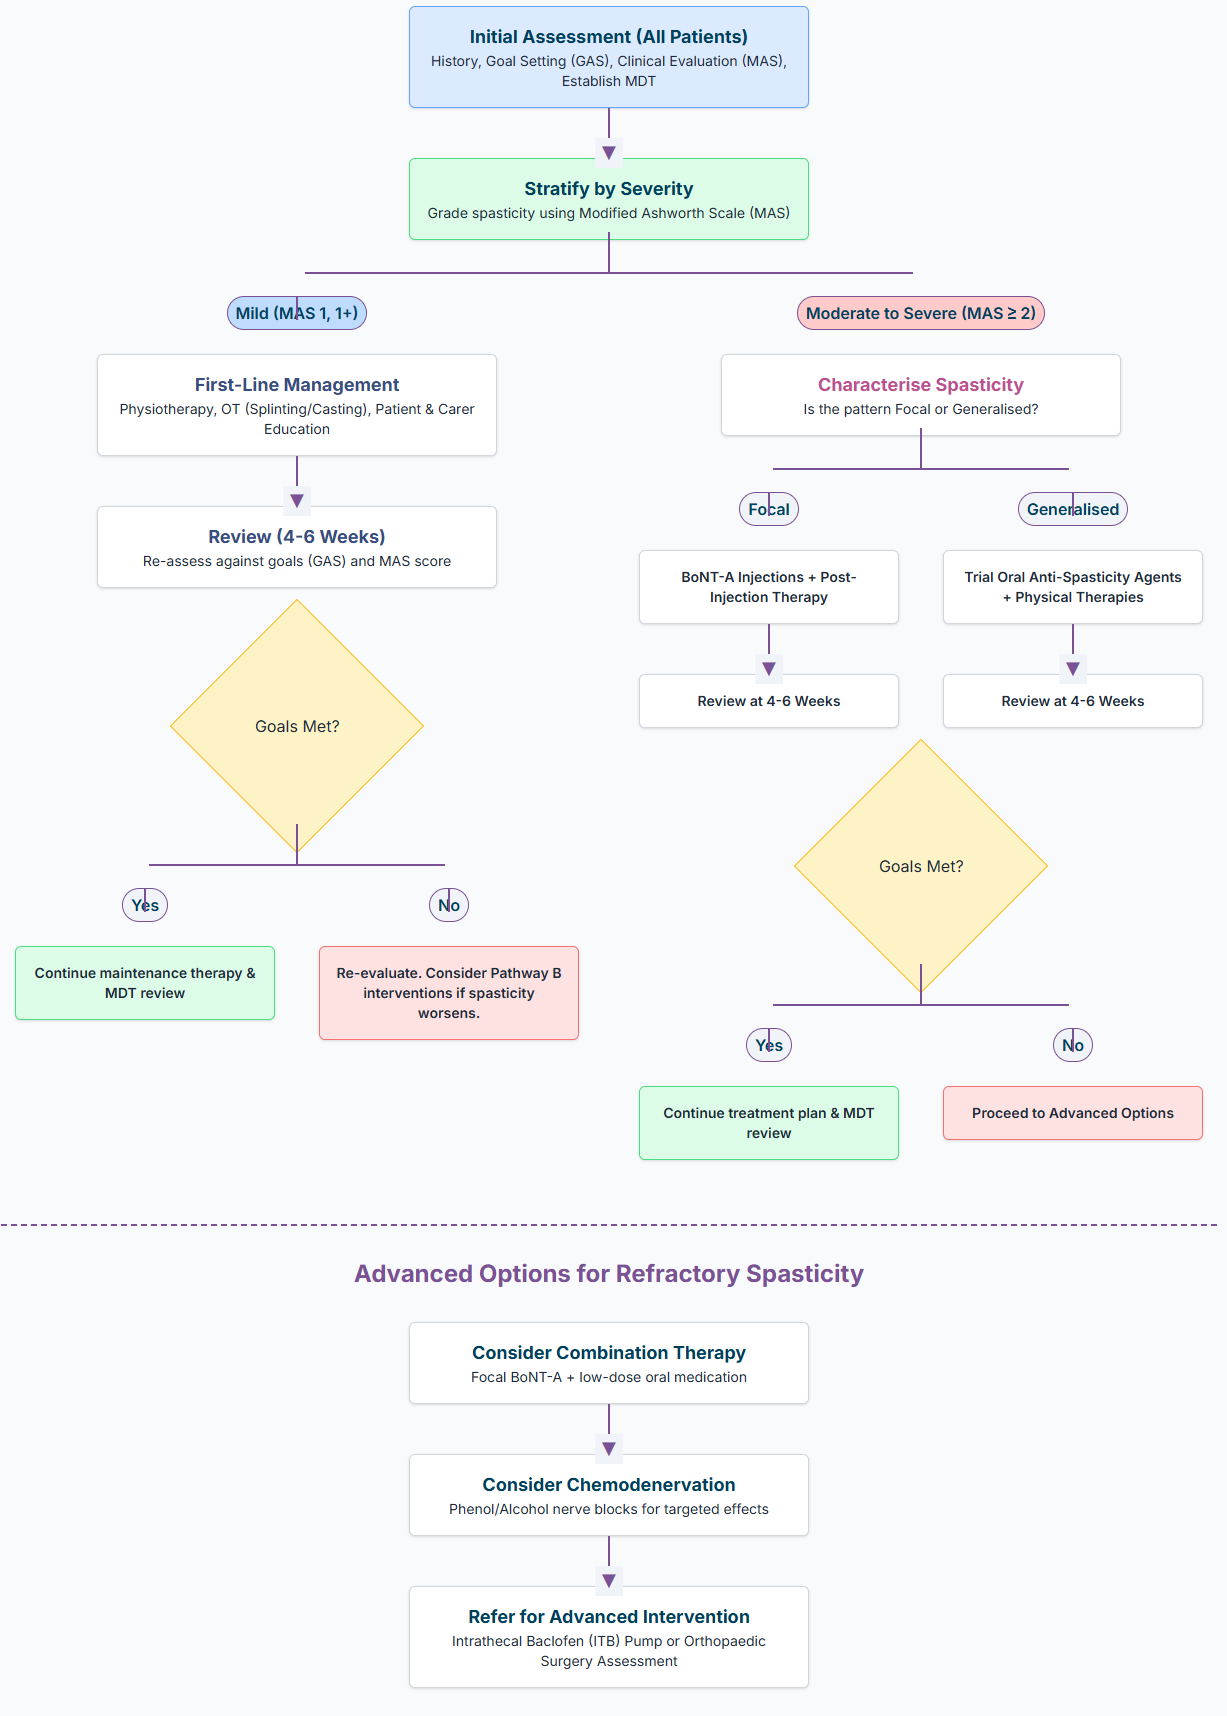 Initial Assessment (All Patients)
History, Goal Setting (GAS), Clinical Evaluation (MAS),
Establish MDT
Stratify by Severity
Grade spasticity using Modified Ashworth Scale (MAS)
Mild (MAS 1, 1+)
First-Line Management
Physiotherapy, OT (Splinting/Casting), Patient & Carer
Education
Review (4-6 Weeks)
Re-assess against goals (GAS) and MAS score
Goals Met?
Yes
Continue maintenance therapy &
MDT review
No
Re-evaluate. Consider Pathway B
interventions if spasticity
worsens.
Moderate to Severe (MAS ≥ 2)
Characterise Spasticity
Is the pattern Focal or Generalised?
Focal
BoNT-A Injections + Post-
Injection Therapy
Review at 4-6 Weeks
Generalised
Trial Oral Anti-Spasticity Agents
+ Physical Therapies
Review at 4-6 Weeks
Goals Met?
Yes
Continue treatment plan & MDT
review
No
Proceed to Advanced Options
Advanced Options for Refractory Spasticity
Consider Combination Therapy
Focal BoNT-A + low-dose oral medication
Consider Chemodenervation
Phenol/Alcohol nerve blocks for targeted effects
Refer for Advanced Intervention
Intrathecal Baclofen (ITB) Pump or Orthopaedic
Surgery Assessment